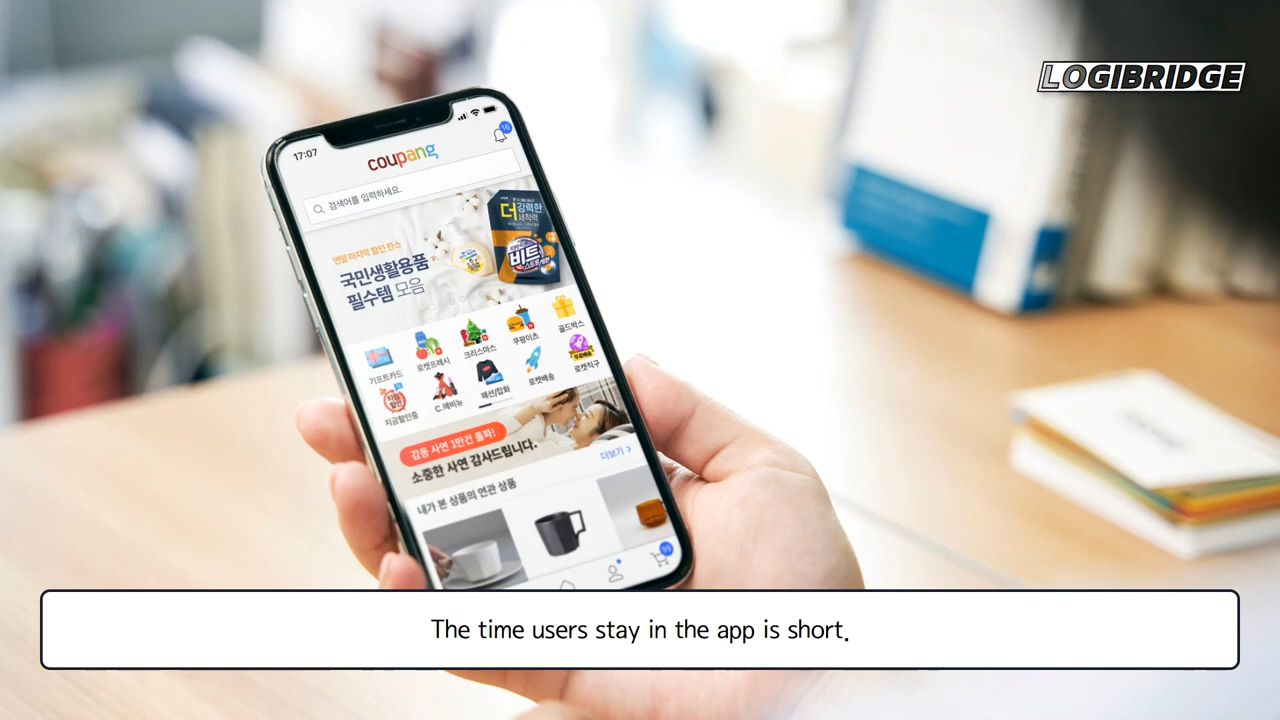 LOGIBRIDGE
17:07
16
coupang
검색어를 입력하세요.
연말 마지막 할인 찬스
국민생활용품
필수템 모음
더 강력한
세척력
비트
기프트카드
로켓프레시
크리스마스
쿠팡이츠
골드박스
지금할인중
C.에비뉴
패션/잡화
로켓배송
로켓직구
감동 사연 1만건 돌파!
소중한 사연 감사드립니다.
더보기 >
내가 본 상품의 연관 상품
The time users stay in the app is short.